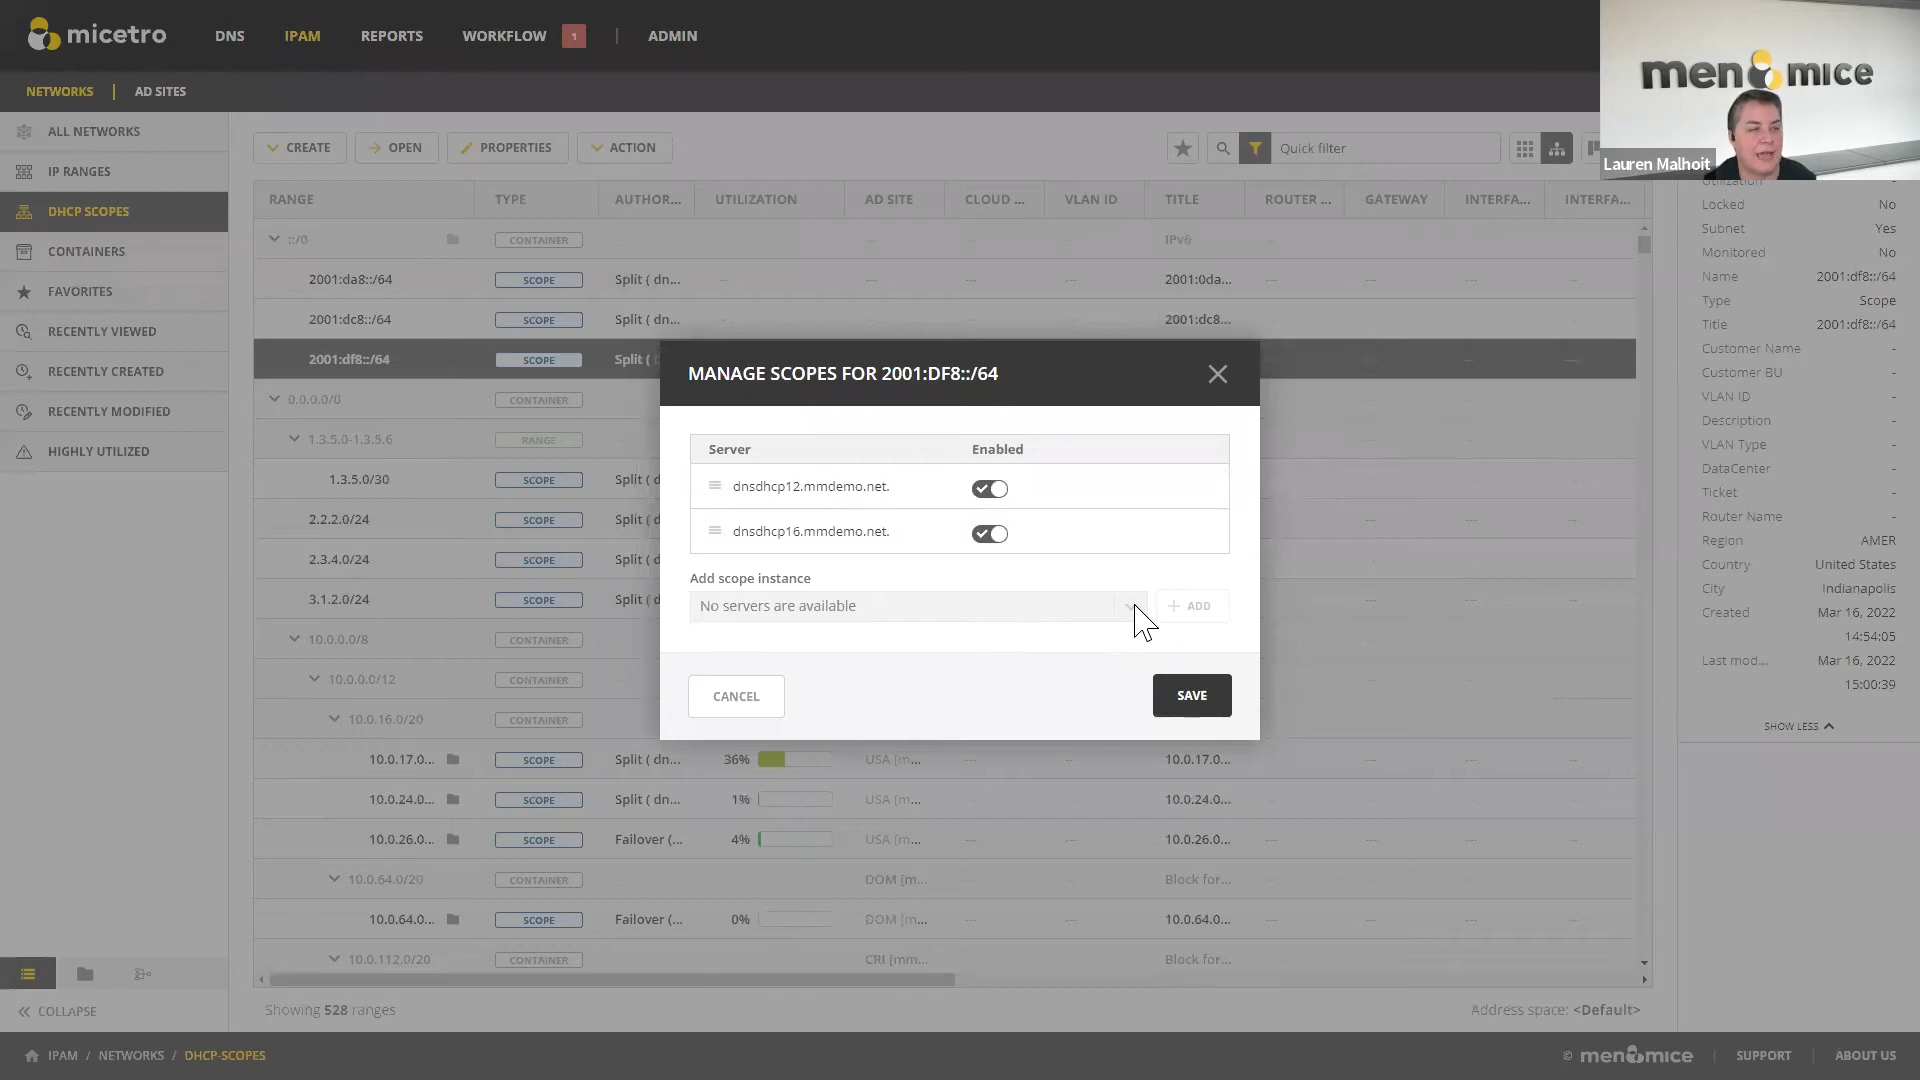 micetro
DNS IPAM REPORTS WORKFLOW 1 | ADMIN
men&mice
Lauren Malhoit
NETWORKS | AD SITES
ALL NETWORKS
IP RANGES
DHCP SCOPES
CONTAINERS
FAVORITES
RECENTLY VIEWED
RECENTLY CREATED
RECENTLY MODIFIED
HIGHLY UTILIZED
COLLAPSE
CREATE OPEN PROPERTIES ACTION Quick filter
RANGE TYPE AUTHOR... UTILIZATION AD SITE CLOUD ... VLAN ID TITLE ROUTER ... GATEWAY INTERFA... INTERFA...
::/0 CONTAINER --- --- --- IPv6
2001:da8::/64 SCOPE Split ( dn... --- --- --- --- 2001:0da... --- --- --- ---
2001:dc8::/64 SCOPE Split ( dn... --- --- --- --- 2001:dc8... --- --- --- ---
2001:df8::/64 SCOPE Split ( --- ---
0.0.0.0/0 CONTAINER
1.3.5.0-1.3.5.6 RANGE
1.3.5.0/30 SCOPE Split ( d --- ---
2.2.2.0/24 SCOPE Split ( d --- ---
2.3.4.0/24 SCOPE Split ( d --- ---
3.1.2.0/24 SCOPE Split ( d --- ---
10.0.0.0/8 CONTAINER
10.0.0.0/12 CONTAINER
10.0.16.0/20 CONTAINER
10.0.17.0... SCOPE Split ( dn... 36% USA [m... --- --- 10.0.17.0... --- --- --- ---
10.0.24.0... SCOPE Split ( dn... 1% USA [m... --- --- 10.0.24.0... --- --- --- ---
10.0.26.0... SCOPE Failover (... 4% USA [m... --- --- 10.0.26.0... --- --- --- ---
10.0.64.0/20 CONTAINER DOM [m... --- --- Block for...
10.0.64.0... SCOPE Failover (... 0% DOM [m... --- --- 10.0.64.0... --- --- --- ---
10.0.112.0/20 CONTAINER CRI [mm... --- --- Block for...
Showing 528 ranges
Address space: <Default>
MANAGE SCOPES FOR 2001:DF8::/64
Server Enabled
dnsdhcp12.mmdemo.net.
dnsdhcp16.mmdemo.net.
Add scope instance
No servers are available
+ ADD
CANCEL SAVE
Utilization -
Locked No
Subnet Yes
Monitored No
Name 2001:df8::/64
Type Scope
Title 2001:df8::/64
Customer Name -
Customer BU -
VLAN ID -
Description -
VLAN Type -
DataCenter -
Ticket -
Router Name -
Region AMER
Country United States
City Indianapolis
Created Mar 16, 2022
14:54:05
Last mod... Mar 16, 2022
15:00:39
SHOW LESS
IPAM / NETWORKS / DHCP-SCOPES
© men&mice | SUPPORT | ABOUT US